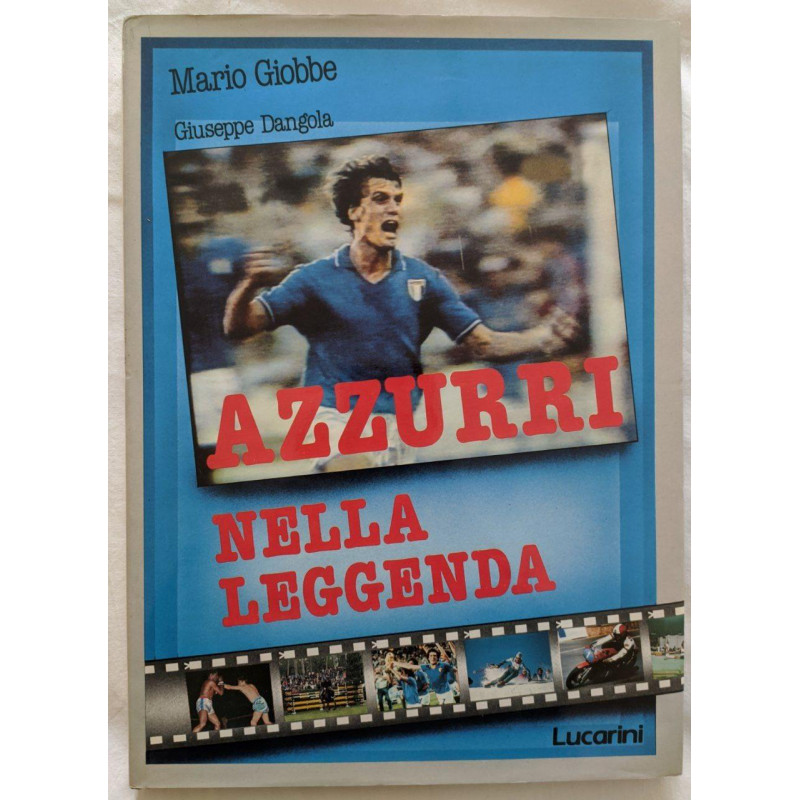 Mario Giobbe
Giuseppe Dangola
AZZURRI
NELLA
LEGGENDA
Lucarini